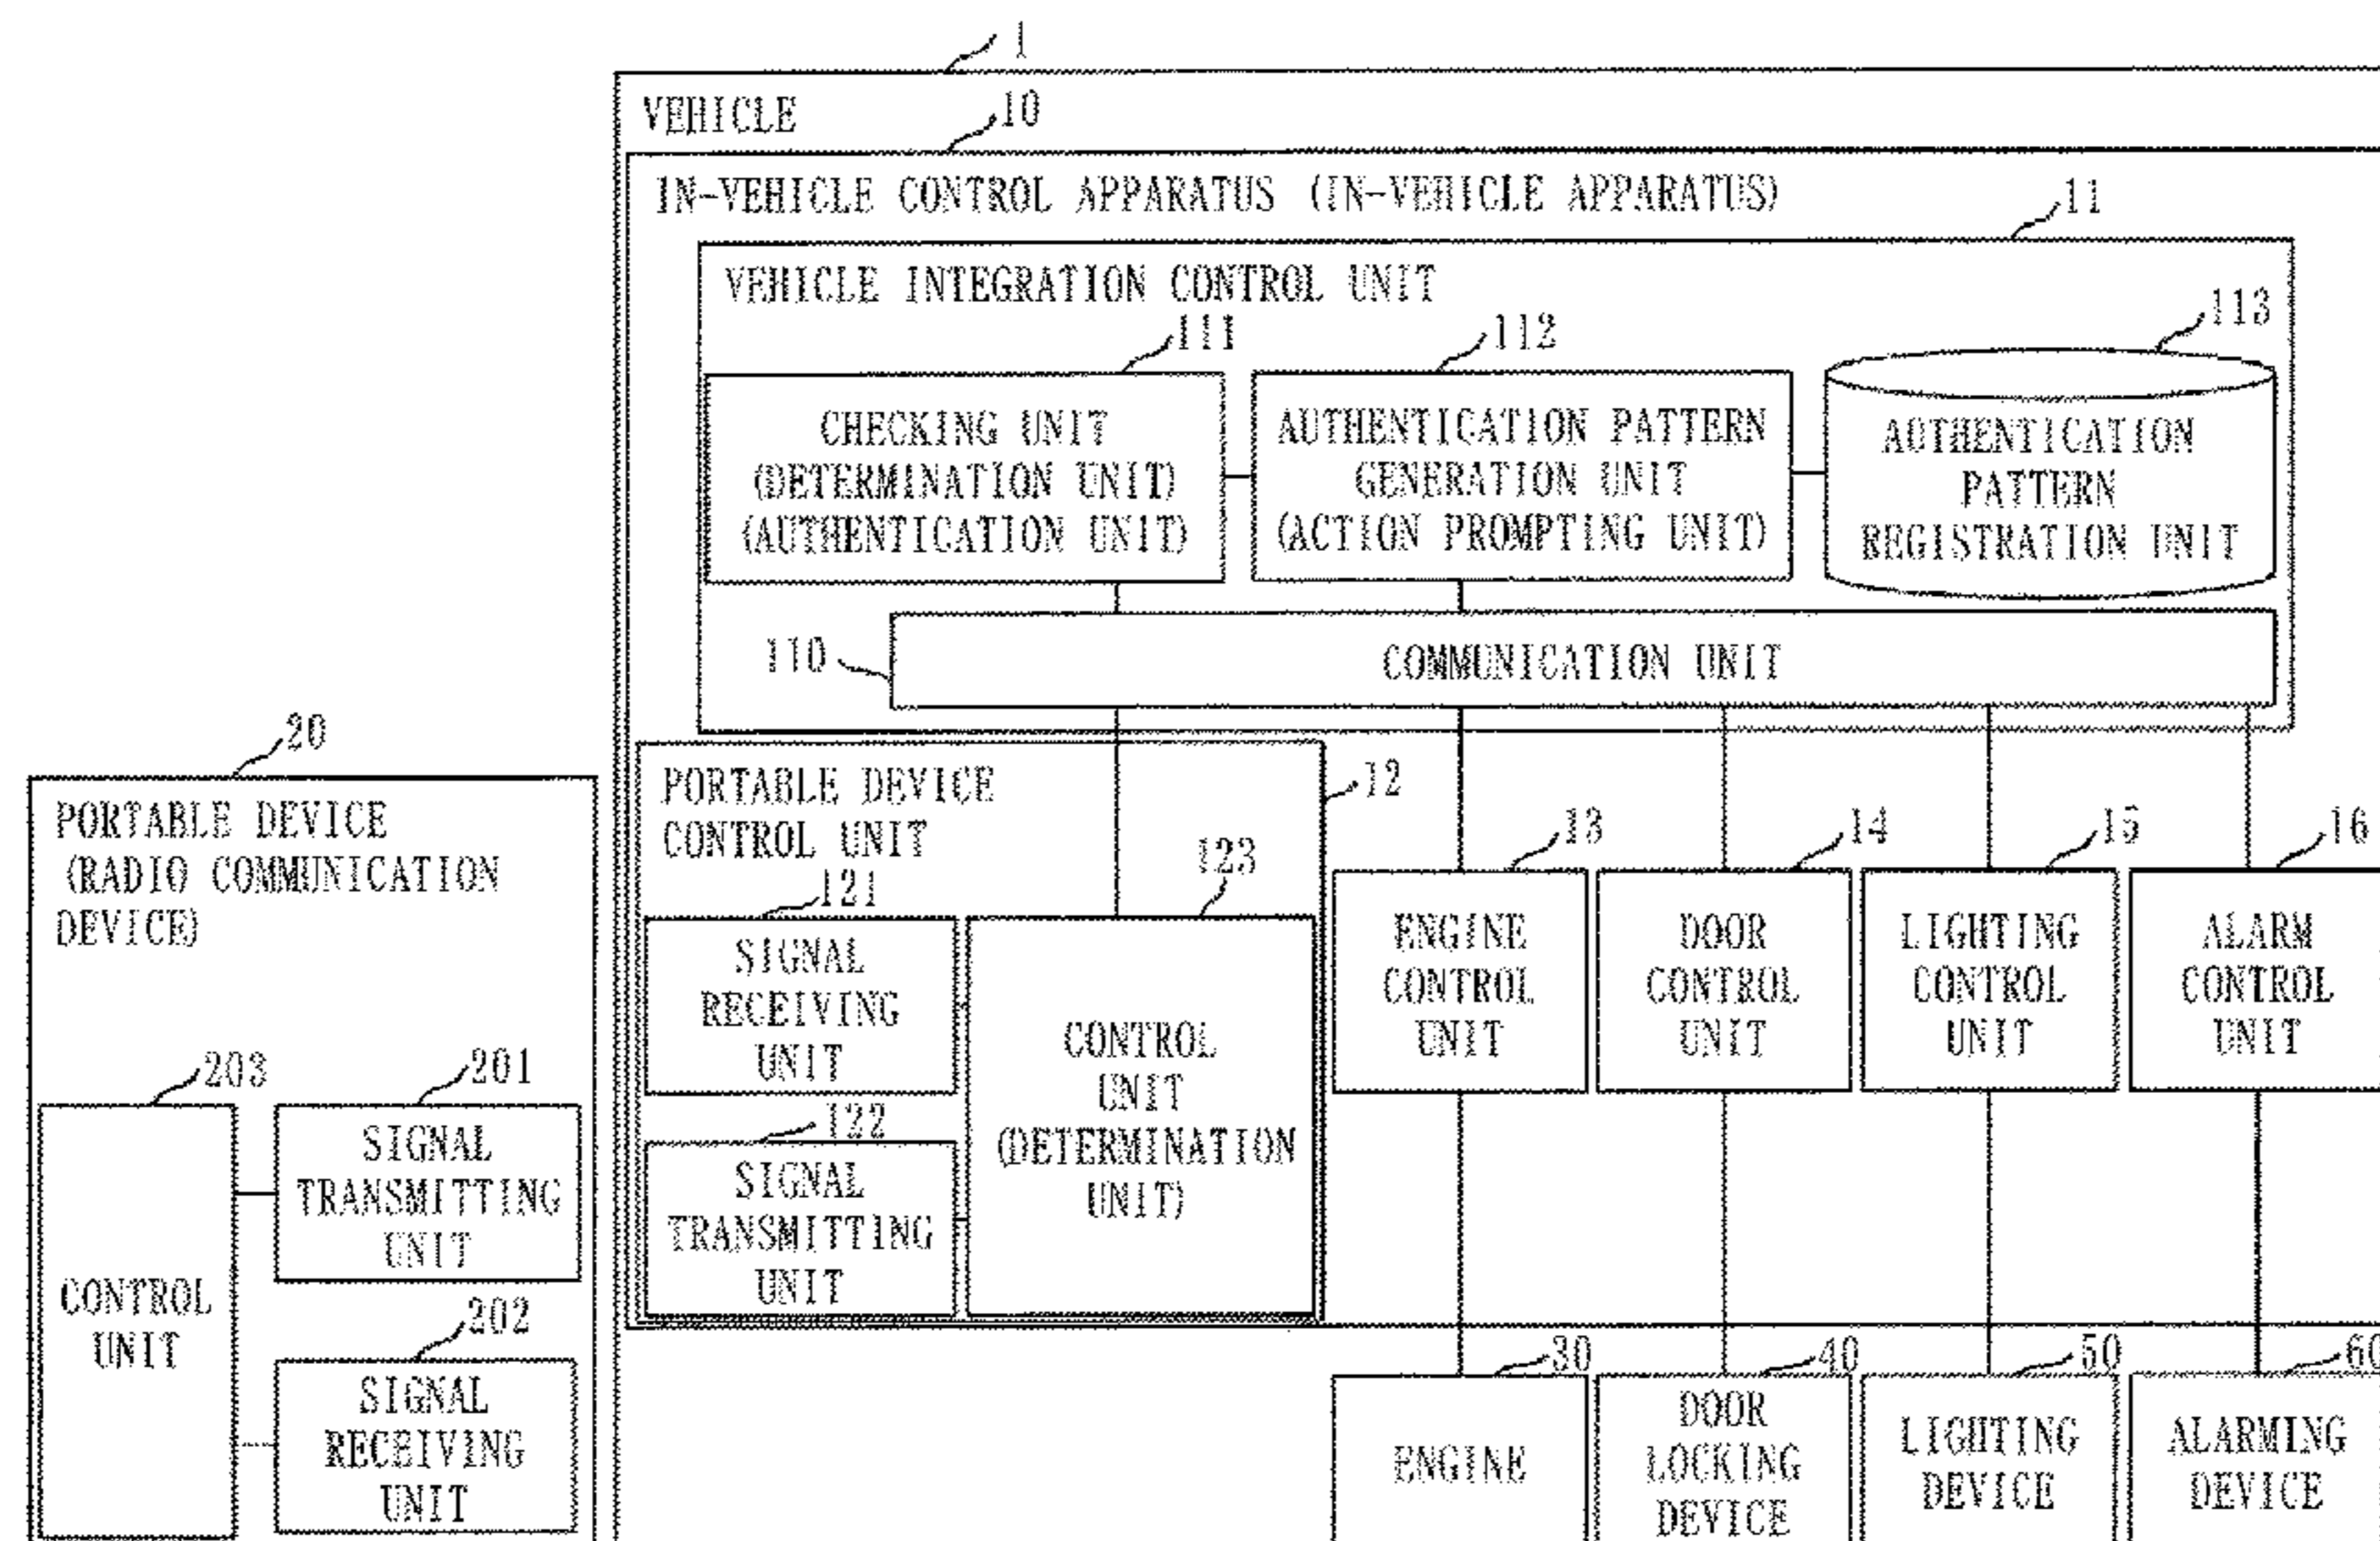 1
VEHICLE
10
IN-VEHICLE CONTROL APPARATUS (IN-VEHICLE APPARATUS)
11
VEHICLE INTEGRATION CONTROL UNIT
111
112
113
CHECKING UNIT
(DETERMINATION UNIT)
(AUTHENTICATION UNIT)
AUTHENTICATION PATTERN
GENERATION UNIT
(ACTION PROMPTING UNIT)
AUTHENTICATION
PATTERN
REGISTRATION UNIT
110
COMMUNICATION UNIT
20
PORTABLE DEVICE
(RADIO COMMUNICATION
DEVICE)
203
201
CONTROL
UNIT
SIGNAL
TRANSMITTING
UNIT
202
SIGNAL
RECEIVING
UNIT
12
PORTABLE DEVICE
CONTROL UNIT
121
123
SIGNAL
RECEIVING
UNIT
122
SIGNAL
TRANSMITTING
UNIT
CONTROL
UNIT
(DETERMINATION
UNIT)
13
ENGINE
CONTROL
UNIT
14
DOOR
CONTROL
UNIT
15
LIGHTING
CONTROL
UNIT
16
ALARM
CONTROL
UNIT
30
ENGINE
40
DOOR
LOCKING
DEVICE
50
LIGHTING
DEVICE
60
ALARMING
DEVICE